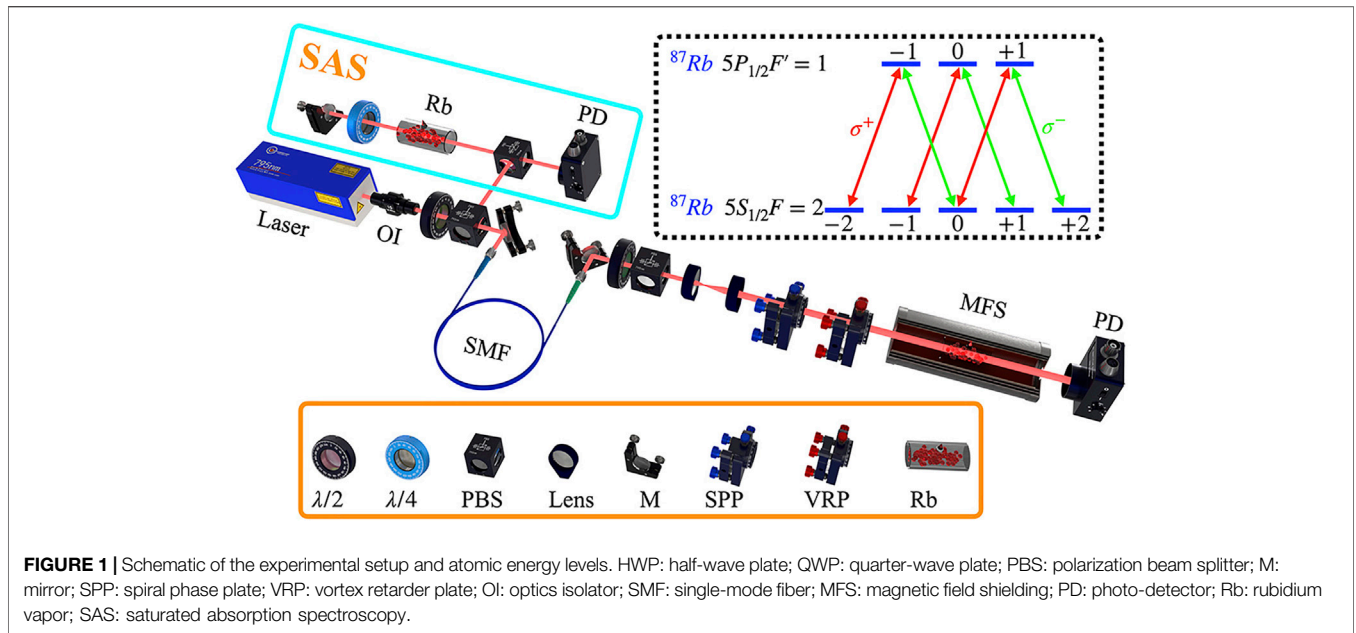 SAS
Rb
PD
795nm
Laser
OI
SMF
⁸⁷Rb 5P₁/₂F′ = 1
−1 0 +1
σ⁺ σ⁻
⁸⁷Rb 5S₁/₂F = 2
−2 −1 0 +1 +2
MFS
PD
λ/2 λ/4 PBS Lens M SPP VRP Rb
FIGURE 1 | Schematic of the experimental setup and atomic energy levels. HWP: half-wave plate; QWP: quarter-wave plate; PBS: polarization beam splitter; M:
mirror; SPP: spiral phase plate; VRP: vortex retarder plate; OI: optics isolator; SMF: single-mode fiber; MFS: magnetic field shielding; PD: photo-detector; Rb: rubidium
vapor; SAS: saturated absorption spectroscopy.